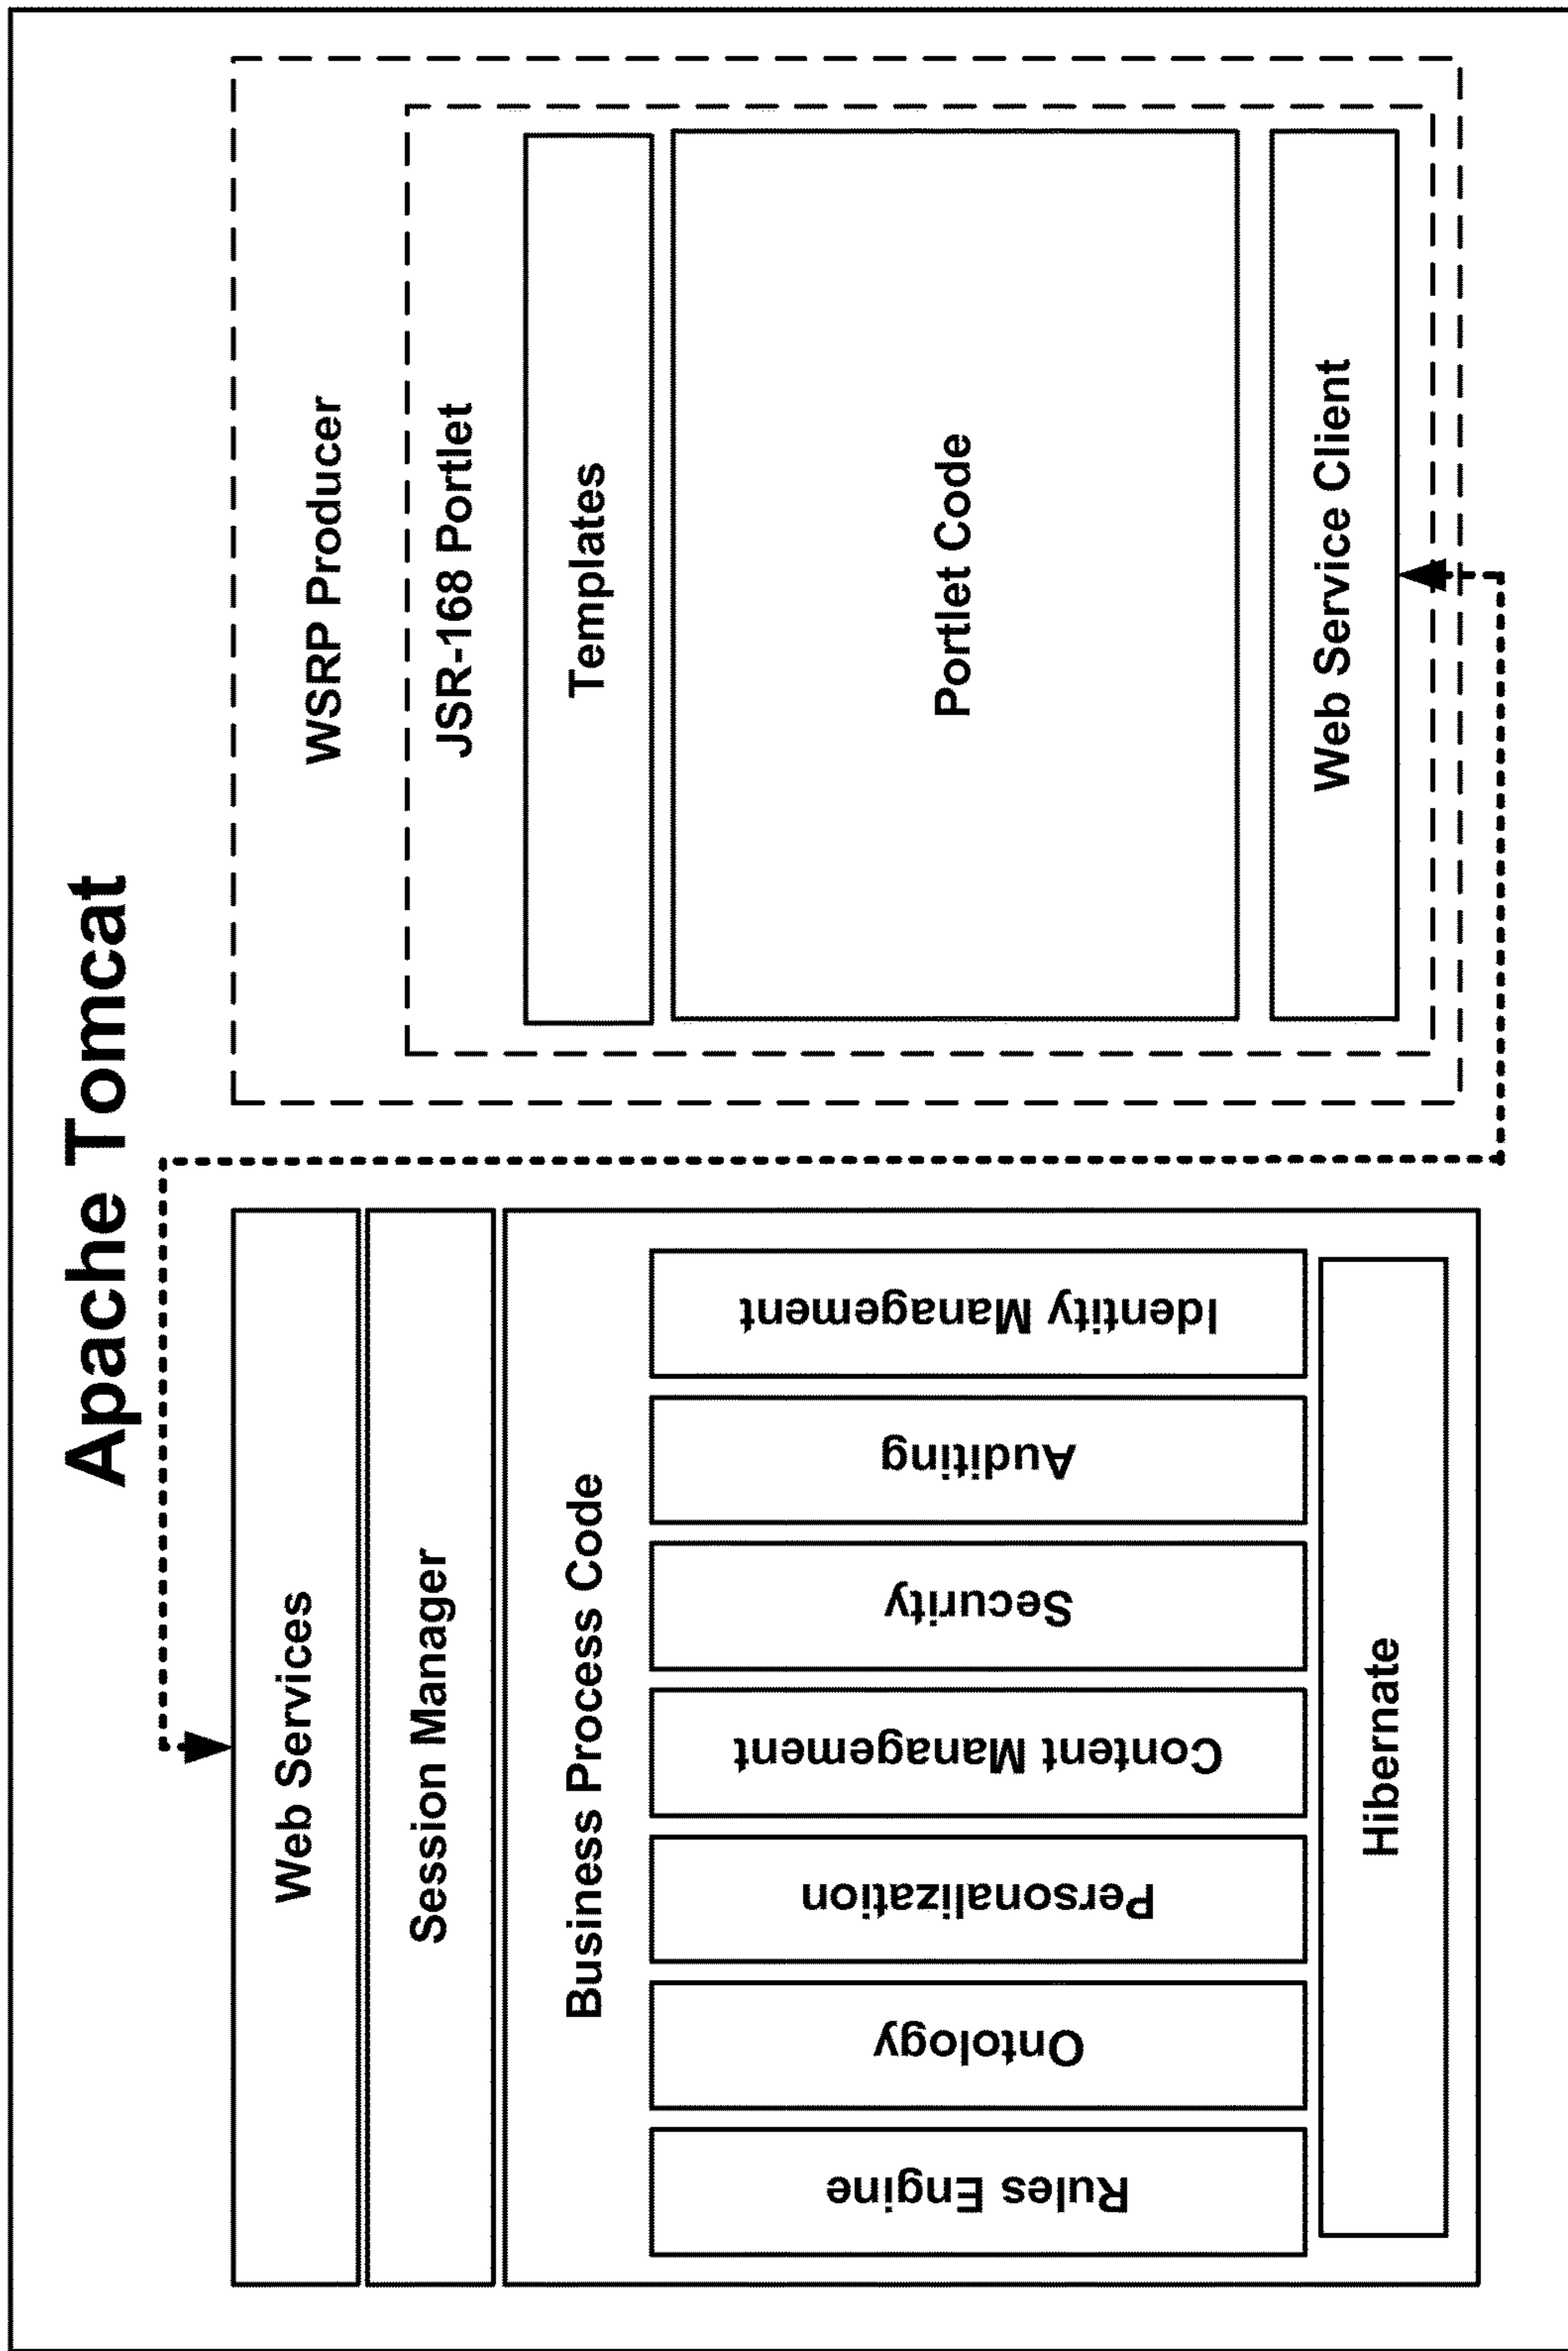 Apache Tomcat
Web Services
Session Manager
Business Process Code
Rules Engine
Ontology
Personalization
Content Management
Security
Auditing
Identity Management
Hibernate
WSRP Producer
JSR-168 Portlet
Templates
Portlet Code
Web Service Client